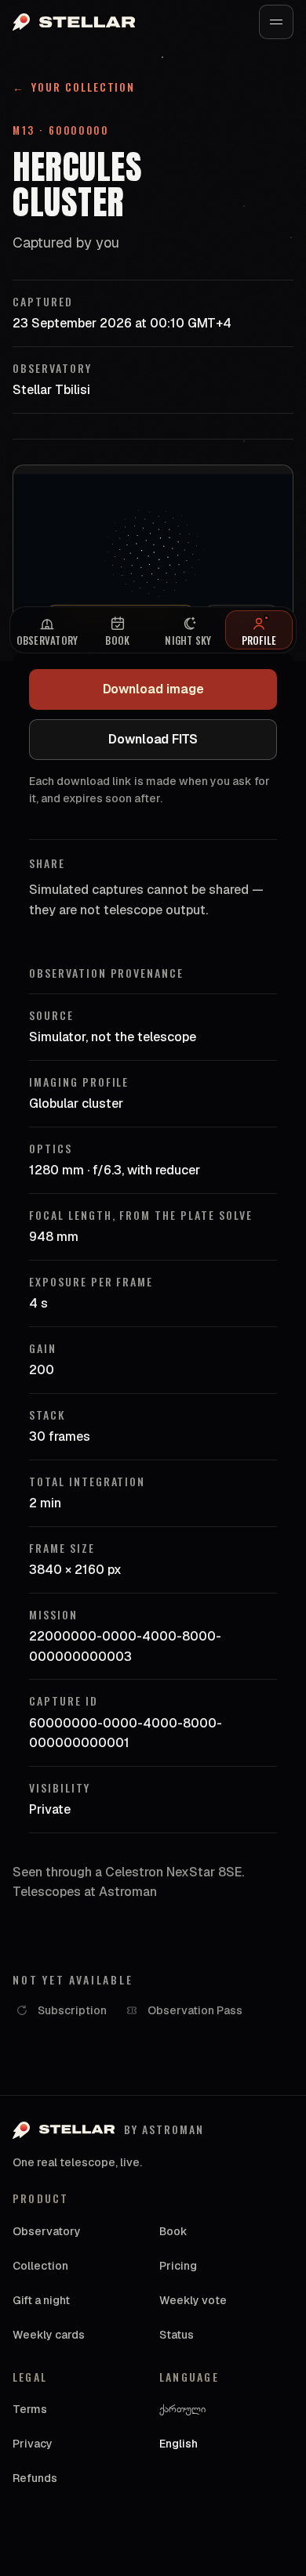 STELLAR
← YOUR COLLECTION
M13 · 60000000
HERCULES
CLUSTER
Captured by you
CAPTURED
23 September 2026 at 00:10 GMT+4
OBSERVATORY
Stellar Tbilisi
OBSERVATORY
BOOK
NIGHT SKY
PROFILE
Download image
Download FITS
Each download link is made when you ask for
it, and expires soon after.
SHARE
Simulated captures cannot be shared —
they are not telescope output.
OBSERVATION PROVENANCE
SOURCE
Simulator, not the telescope
IMAGING PROFILE
Globular cluster
OPTICS
1280 mm · f/6.3, with reducer
FOCAL LENGTH, FROM THE PLATE SOLVE
948 mm
EXPOSURE PER FRAME
4 s
GAIN
200
STACK
30 frames
TOTAL INTEGRATION
2 min
FRAME SIZE
3840 × 2160 px
MISSION
22000000-0000-4000-8000-
000000000003
CAPTURE ID
60000000-0000-4000-8000-
000000000001
VISIBILITY
Private
Seen through a Celestron NexStar 8SE.
Telescopes at Astroman
NOT YET AVAILABLE
Subscription
Observation Pass
STELLAR BY ASTROMAN
One real telescope, live.
PRODUCT
Observatory
Book
Collection
Pricing
Gift a night
Weekly vote
Weekly cards
Status
LEGAL
LANGUAGE
Terms
ქართული
Privacy
English
Refunds